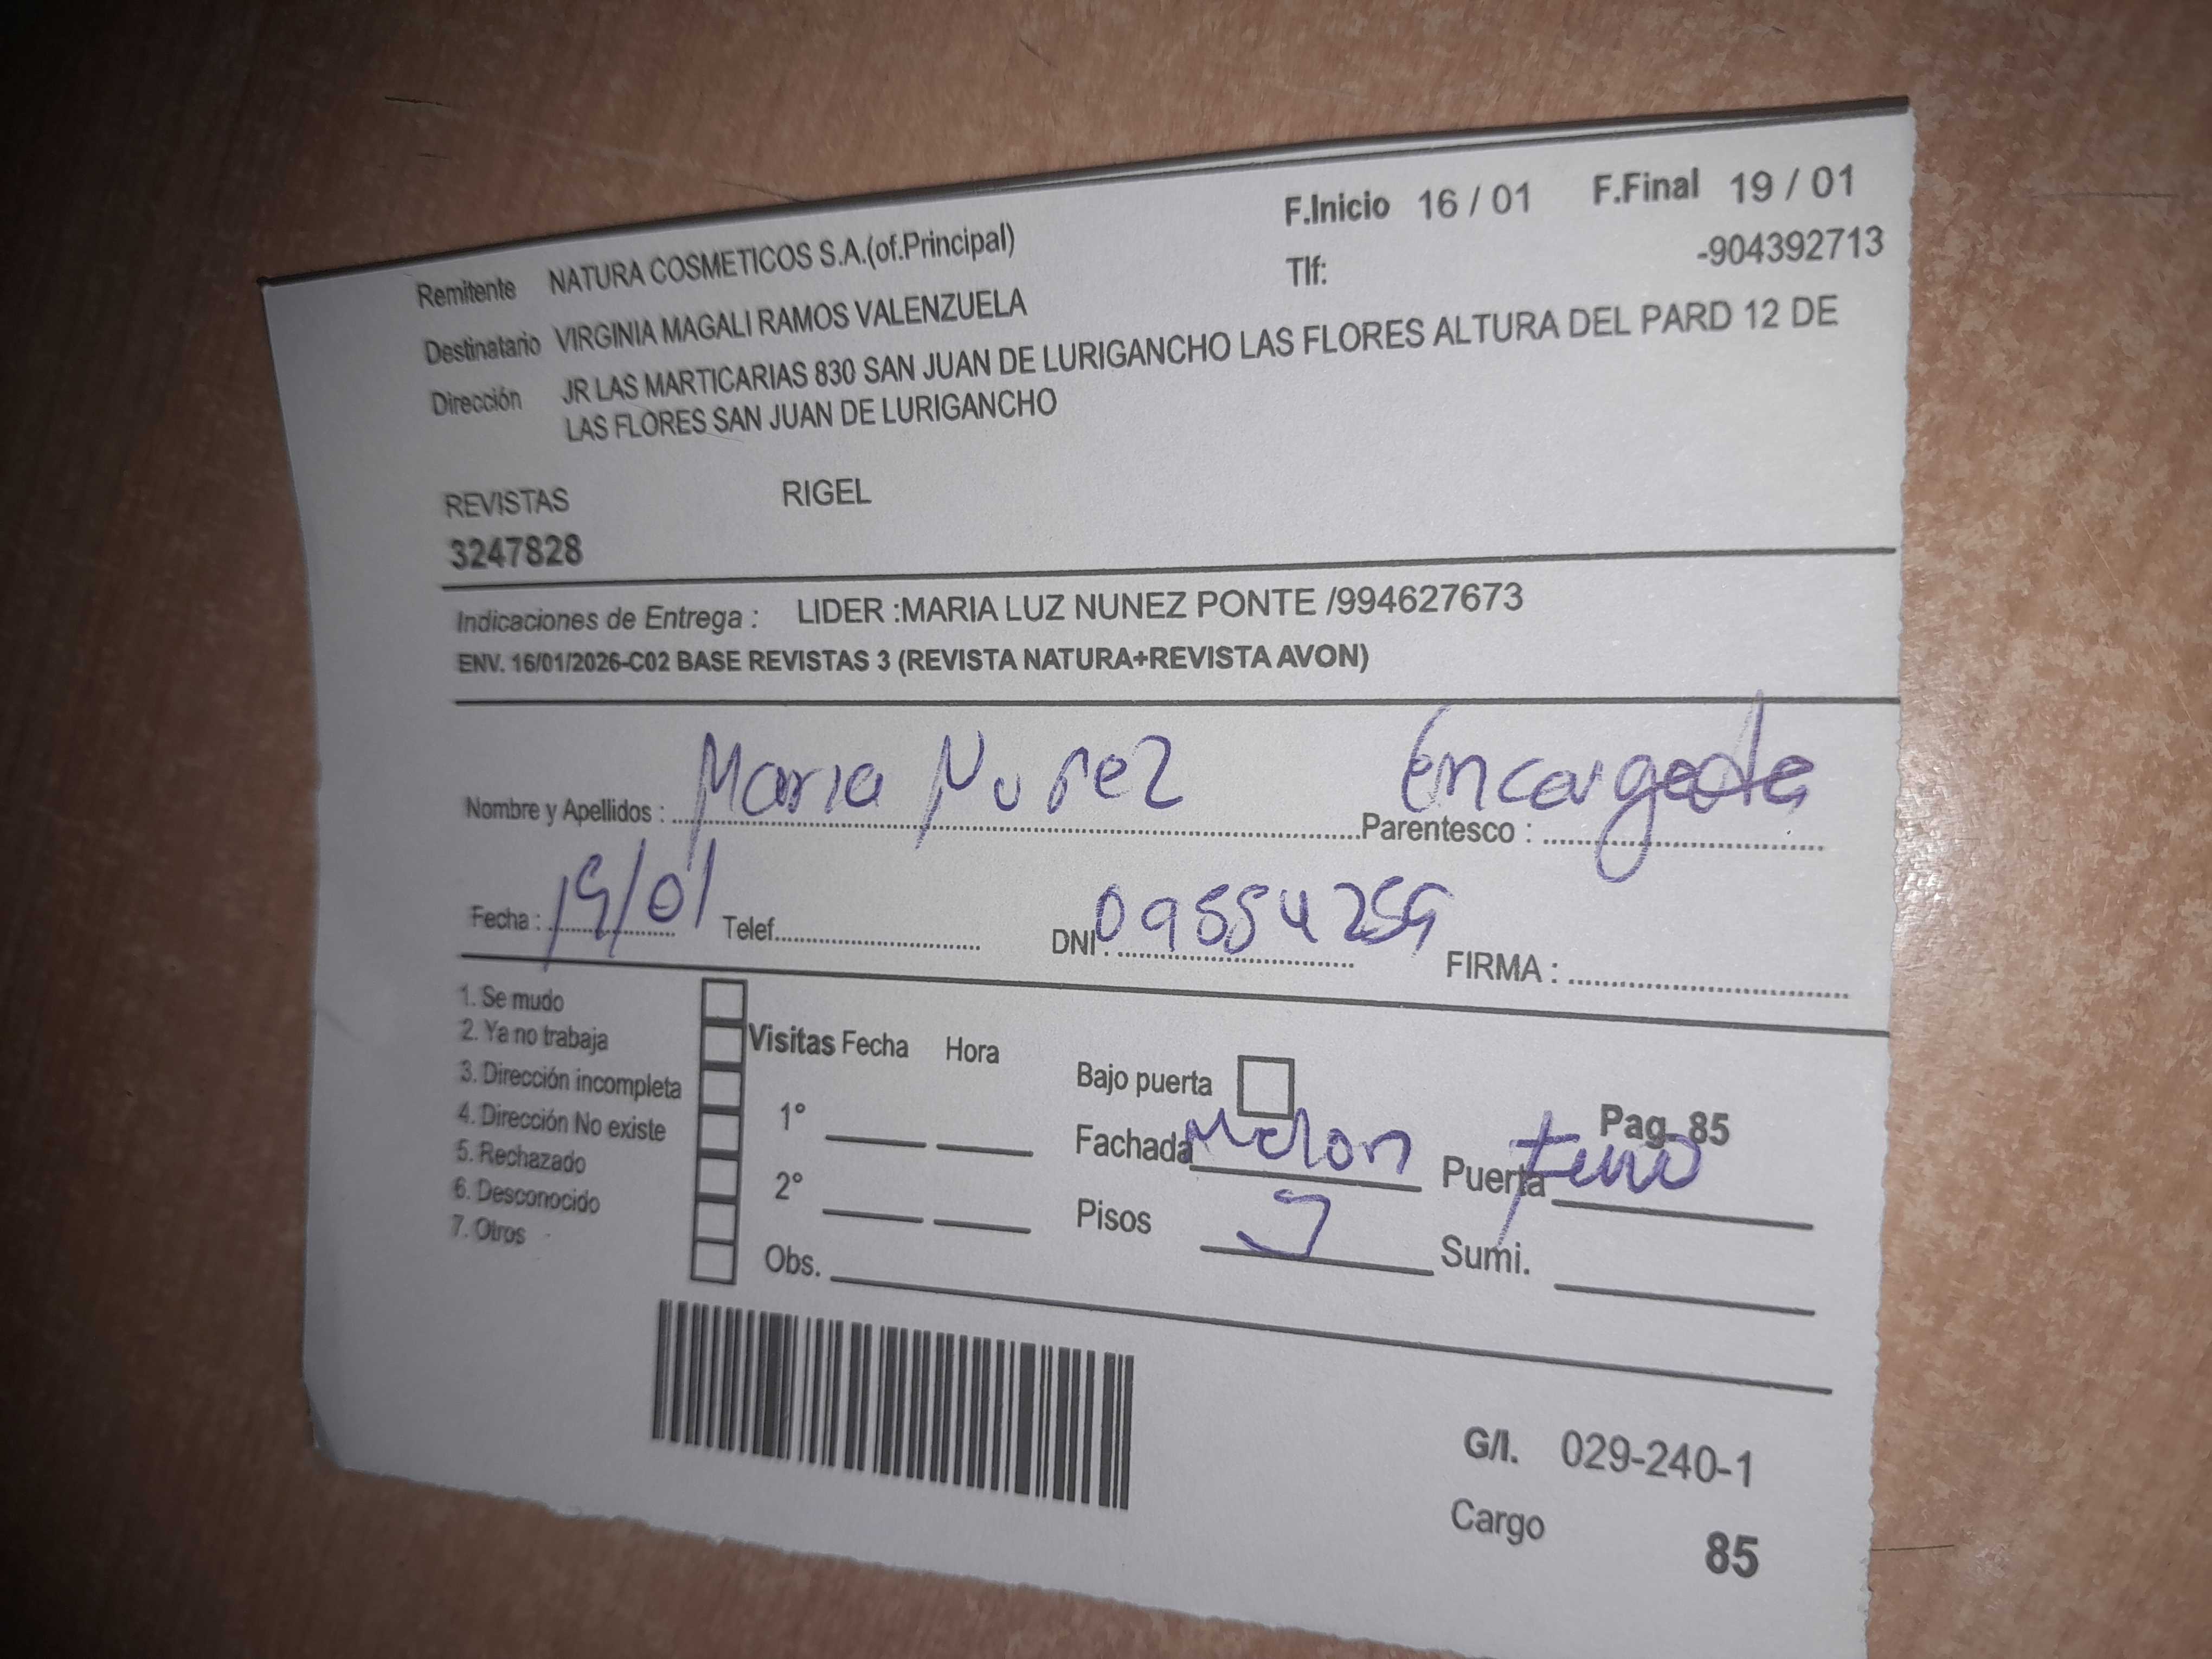 Remitente NATURA COSMETICOS S.A.(of.Principal) F.Inicio 16 / 01 F.Final 19 / 01
Destinatario VIRGINIA MAGALI RAMOS VALENZUELA Tlf: -904392713
Dirección JR LAS MARTICARIAS 830 SAN JUAN DE LURIGANCHO LAS FLORES ALTURA DEL PARD 12 DE
LAS FLORES SAN JUAN DE LURIGANCHO
REVISTAS RIGEL
3247828
Indicaciones de Entrega : LIDER :MARIA LUZ NUNEZ PONTE /994627673
ENV. 16/01/2026-C02 BASE REVISTAS 3 (REVISTA NATURA+REVISTA AVON)
Nombre y Apellidos : Maria Nuñez Parentesco : Encargada
Fecha : 19/01 Telef. DNI : FIRMA :
1. Se mudo
2. Ya no trabaja
3. Dirección incompleta
4. Dirección No existe
5. Rechazado
6. Desconocido
7. Otros
Visitas Fecha Hora
1°
2°
Obs.
Bajo puerta
Fachada Melon Puerta
Pisos Sumi.
Pag. 85
G/I. 029-240-1
Cargo 85